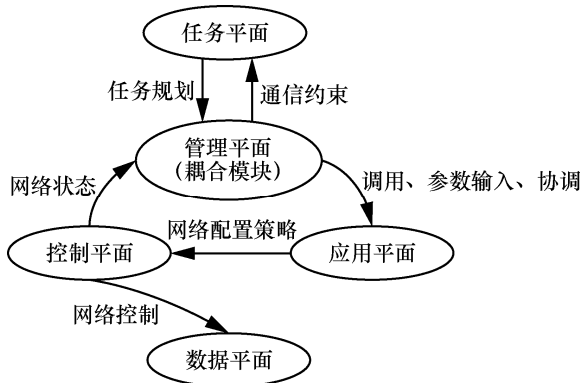 任务平面
任务规划
通信约束
管理平面
(耦合模块)
网络状态
调用、参数输入、协调
网络配置策略
控制平面
应用平面
网络控制
数据平面